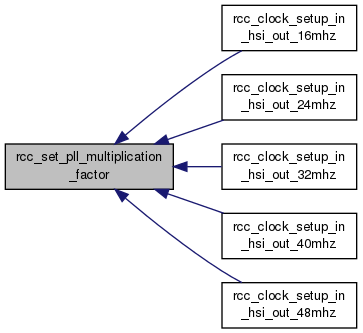 rcc_clock_setup_in
_hsi_out_16mhz
rcc_clock_setup_in
_hsi_out_24mhz
rcc_set_pll_multiplication
_factor
rcc_clock_setup_in
_hsi_out_32mhz
rcc_clock_setup_in
_hsi_out_40mhz
rcc_clock_setup_in
_hsi_out_48mhz